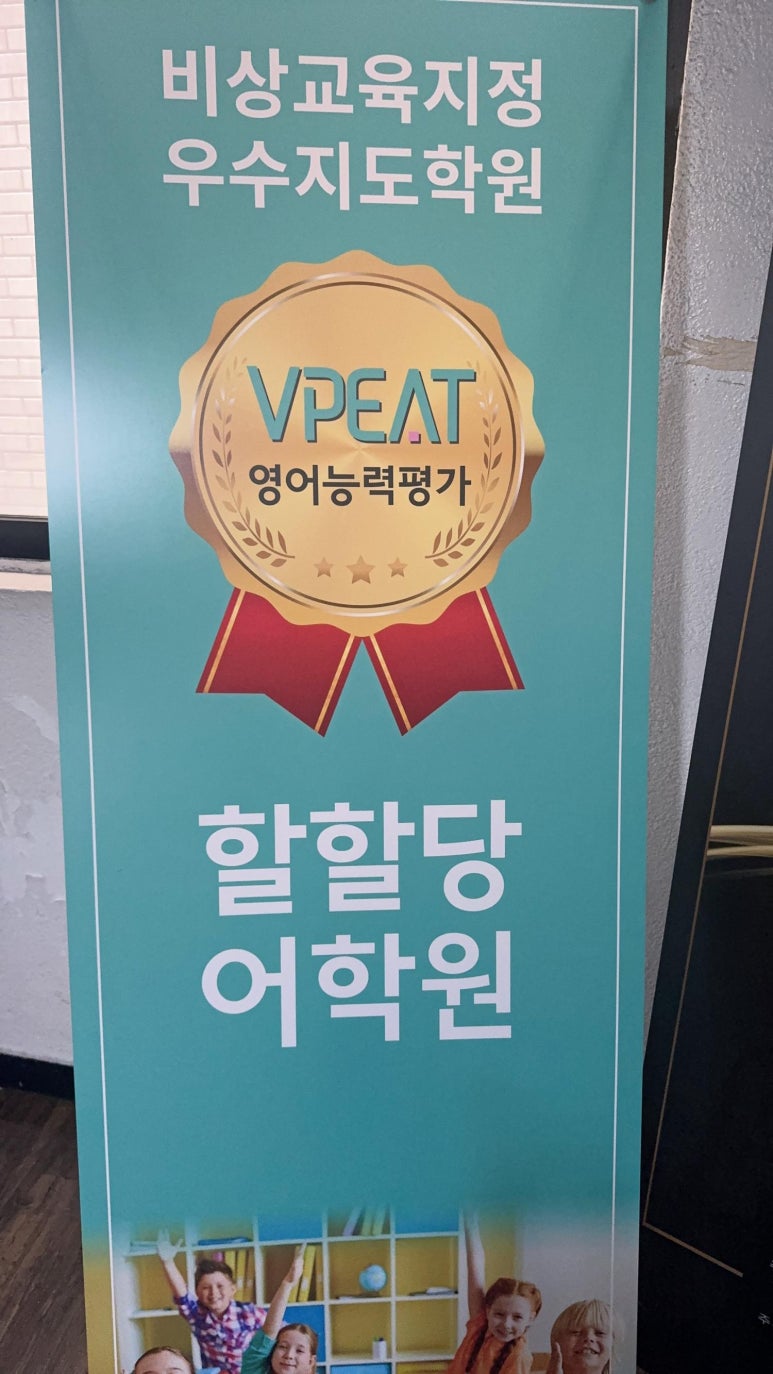 비상교육지정
우수지도학원
VPEAT
영어능력평가
할할당
어학원